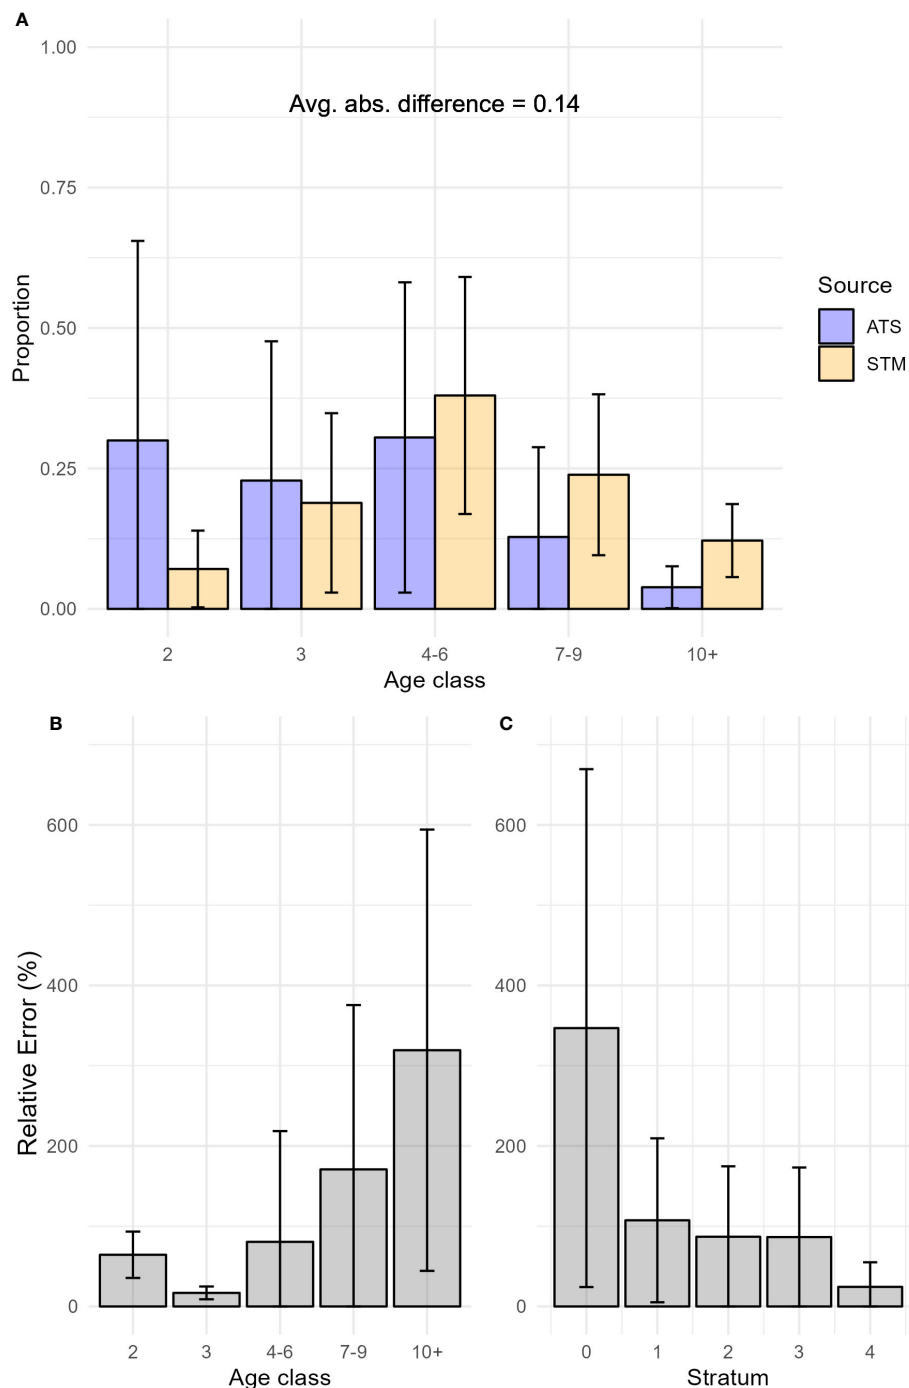 A
1.00
Avg. abs. difference = 0.14
0.75
0.50
0.25
0.00
Proportion
2 3 4-6 7-9 10+
Age class
Source
ATS
STM
B
600
400
200
0
Relative Error (%)
2 3 4-6 7-9 10+
Age class
C
600
400
200
0
0 1 2 3 4
Stratum